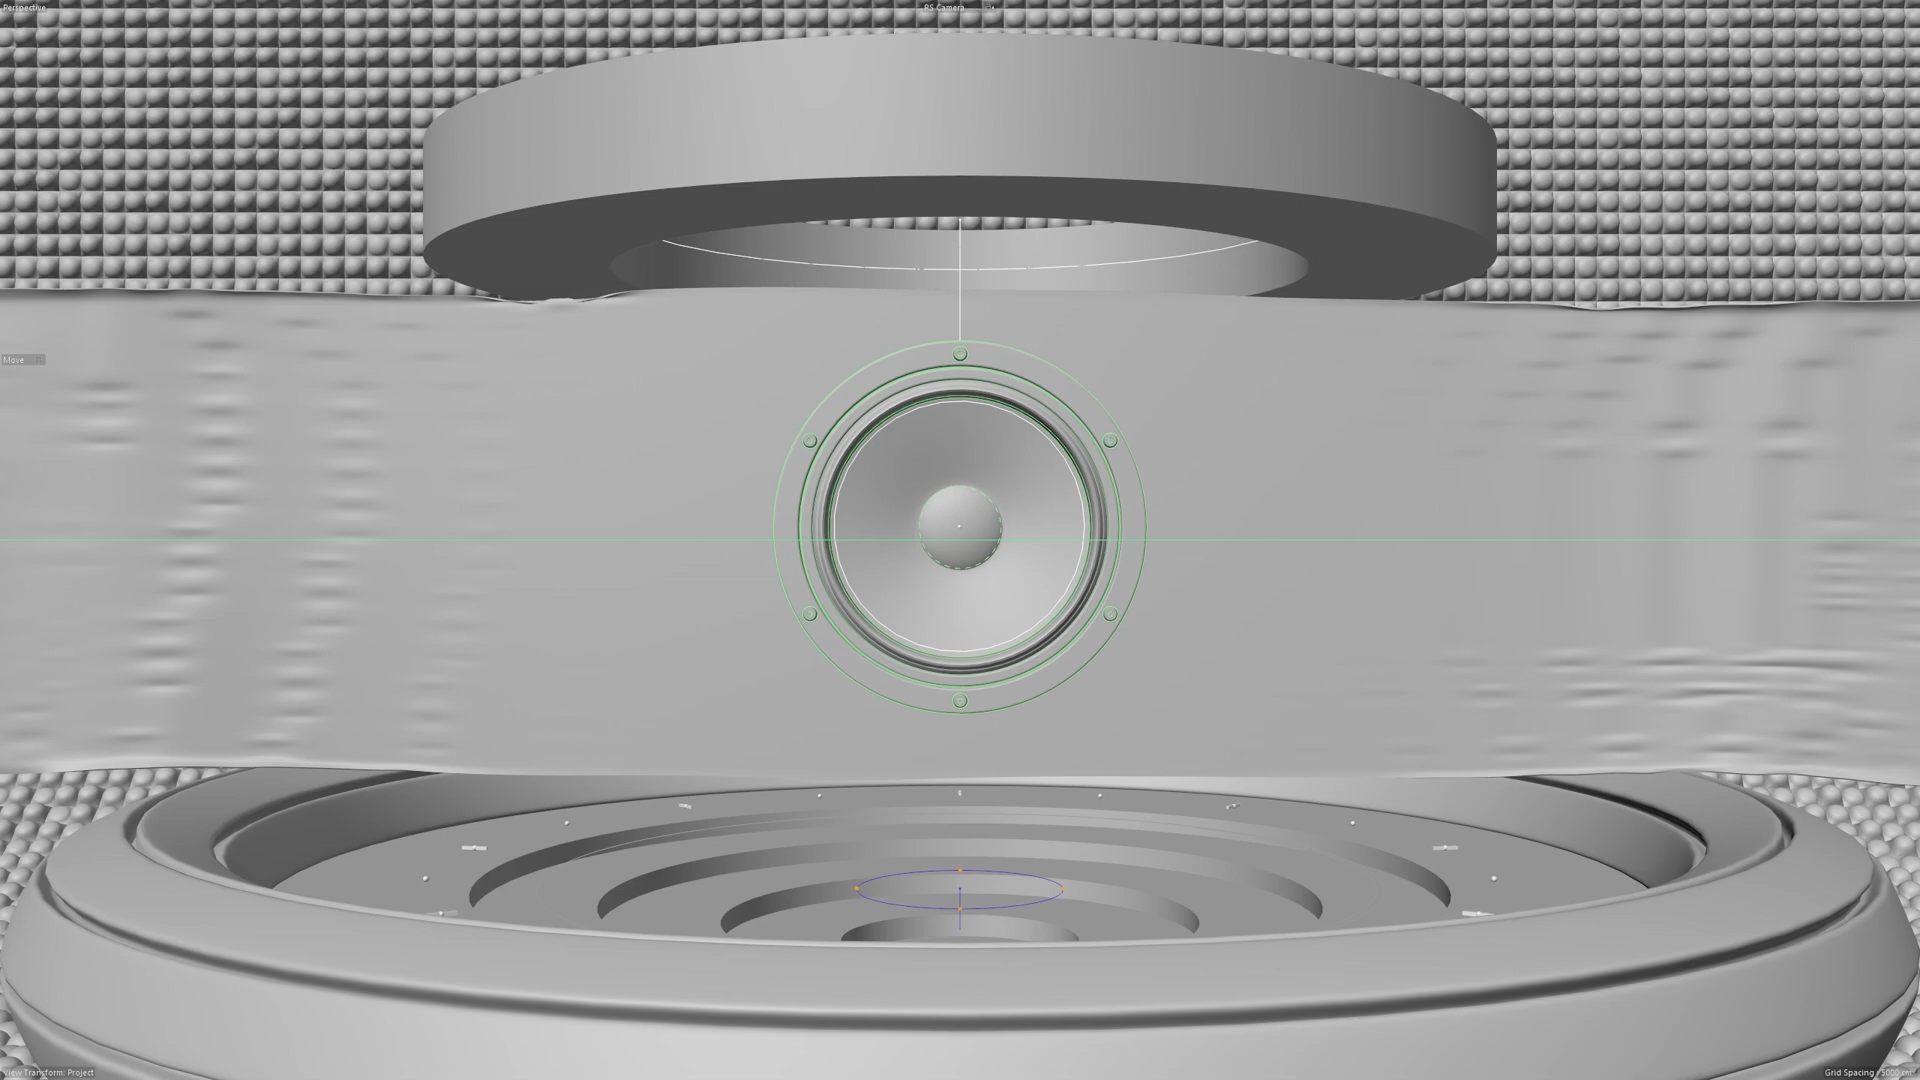 Perspective
RS Camera
Move
View Transform: Project
Grid Spacing : 5000 cm